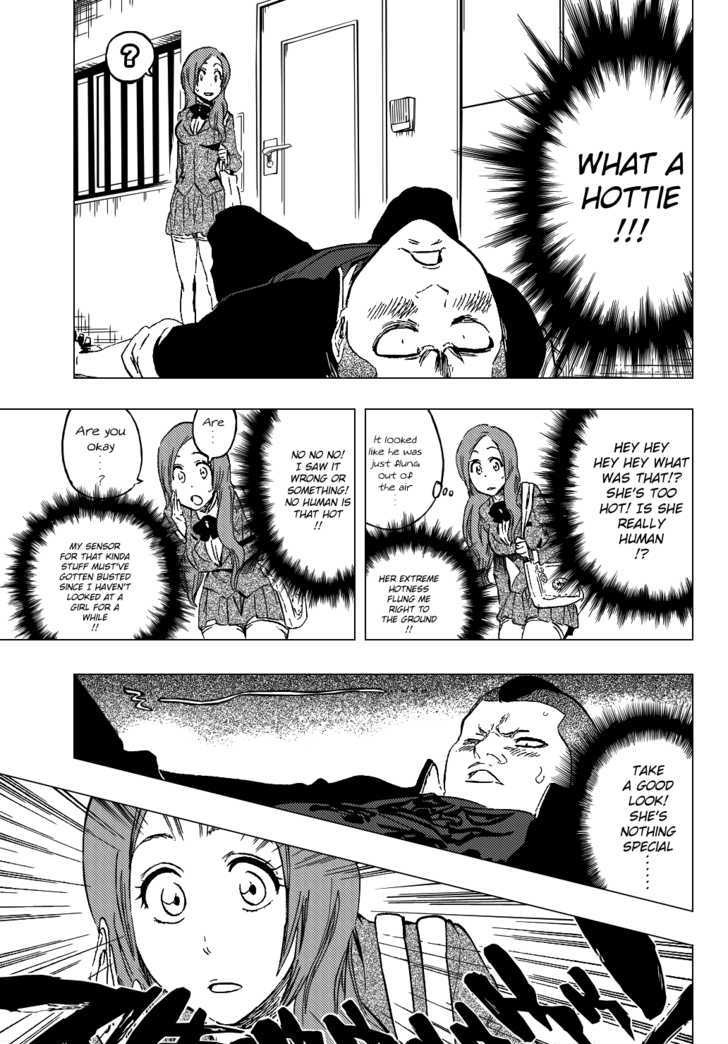 ?
WHAT A
HOTTIE
!!!
HEY HEY
HEY HEY WHAT
WAS THAT!?
SHE'S TOO
HOT! IS SHE
REALLY
HUMAN
!?
It looked
like he was
just flung
out of
the air
......
HER EXTREME
HOTNESS
FLUNG ME
RIGHT TO
THE GROUND
!!
NO NO NO!
I SAW IT
WRONG OR
SOMETHING!
NO HUMAN IS
THAT HOT
!!
Are
......
Are you
okay
......
?
MY SENSOR
FOR THAT KINDA
STUFF MUST'VE
GOTTEN BUSTED
SINCE I HAVEN'T
LOOKED AT A
GIRL FOR A
WHILE
!!
TAKE
A GOOD
LOOK!
SHE'S
NOTHING
SPECIAL
......